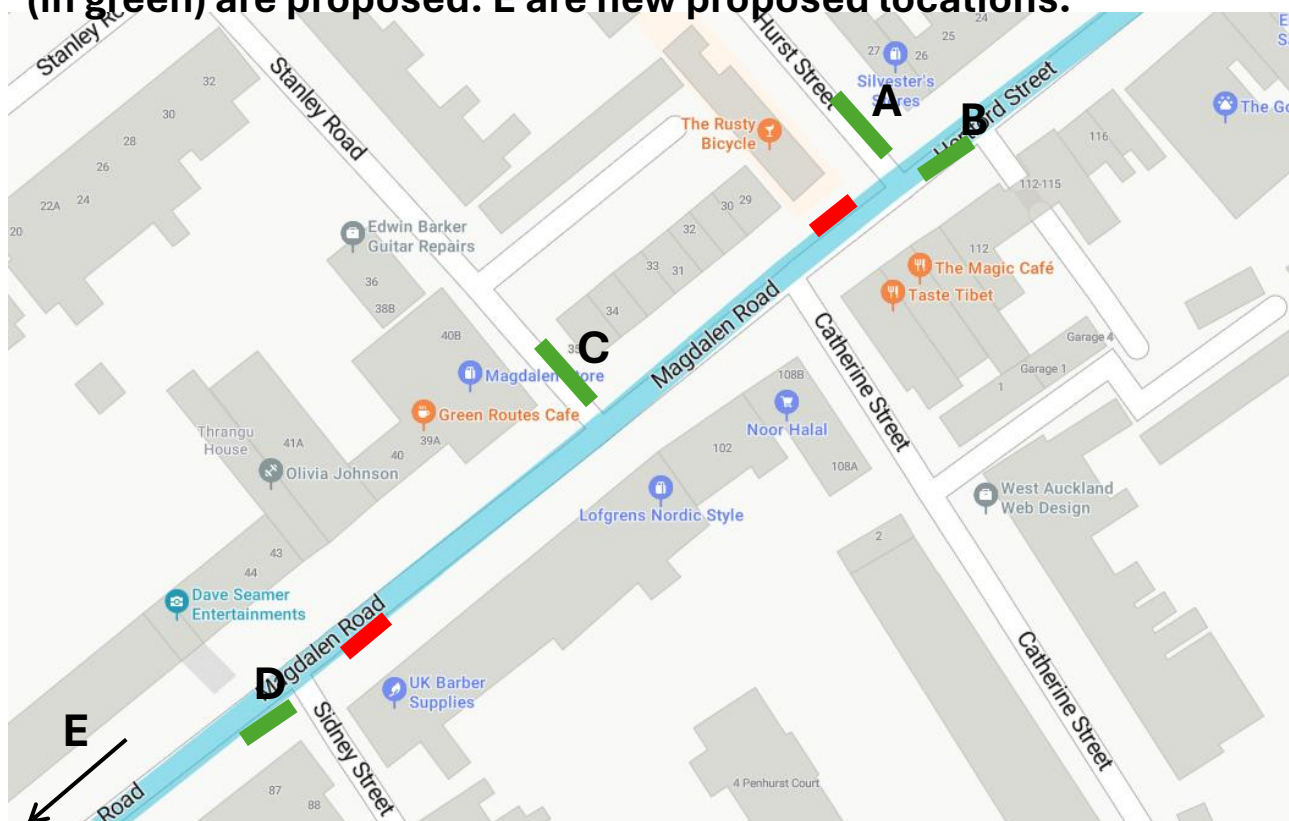 (in green) are proposed. E are new proposed locations.
Stanley
Stanley Road
Hurst Street
24
25
26
27
Silvester's
Stores
A
B
Street
The Rusty
Bicycle
116
112-115
32
30
28
26
24
22A
20
Edwin Barker
Guitar Repairs
36
38B
30
29
32
33
31
34
112
The Magic Café
Taste Tibet
Garage 4
Garage 1
1
C
40B
Magdalen Store
Green Routes Cafe
39A
40
41A
Thrangu
House
Olivia Johnson
Magdalen Road
Catherine Street
108B
Noor Halal
102
108A
Lofgrens Nordic Style
West Auckland
Web Design
2
43
44
Dave Seamer
Entertainments
Magdalen Road
D
UK Barber
Supplies
Sidney Street
Catherine Street
E
Road
87
88
4 Penhurst Court